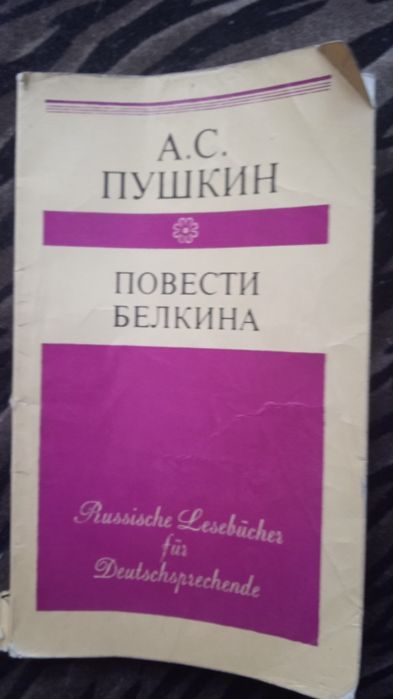 А.С.
ПУШКИН
ПОВЕСТИ
БЕЛКИНА
Russische Lesebücher
für
Deutschsprechende